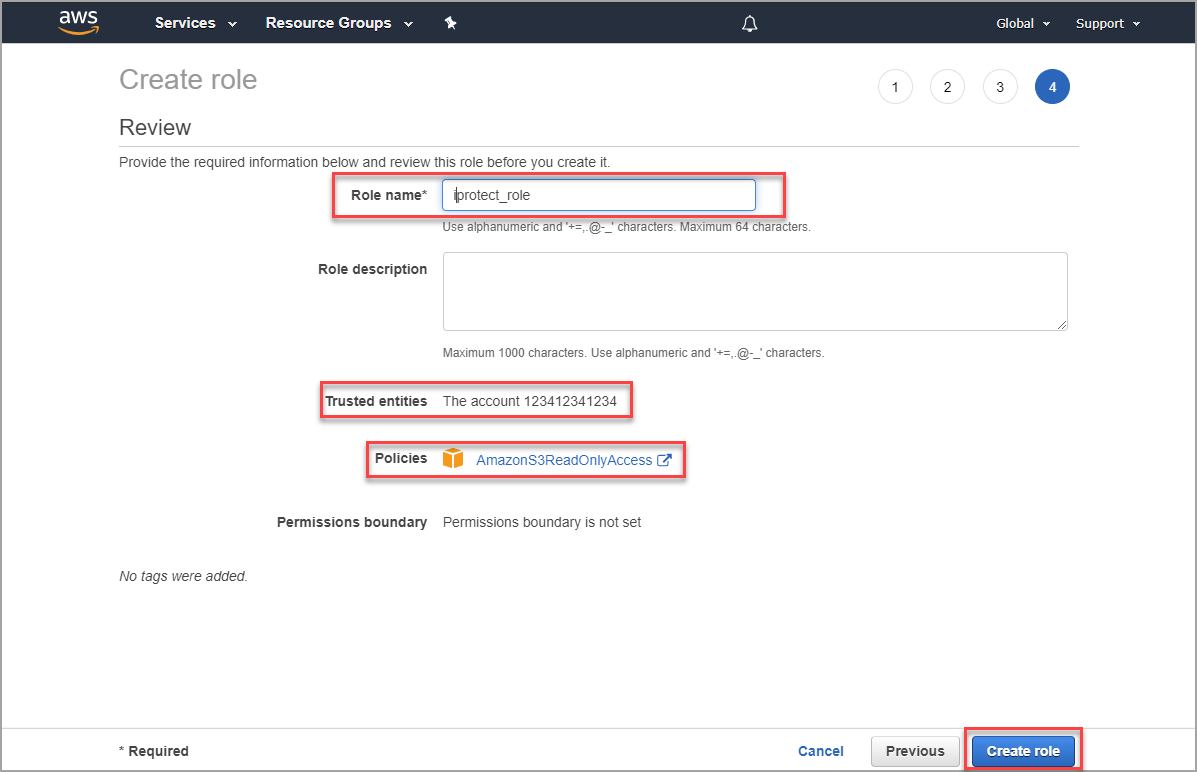 aws Services Resource Groups Global Support
Create role
1 2 3 4
Review
Provide the required information below and review this role before you create it.
Role name* iprotect_role
Use alphanumeric and '+=,.@-_' characters. Maximum 64 characters.
Role description
Maximum 1000 characters. Use alphanumeric and '+=,.@-_' characters.
Trusted entities The account 123412341234
Policies AmazonS3ReadOnlyAccess
Permissions boundary Permissions boundary is not set
No tags were added.
* Required Cancel Previous Create role